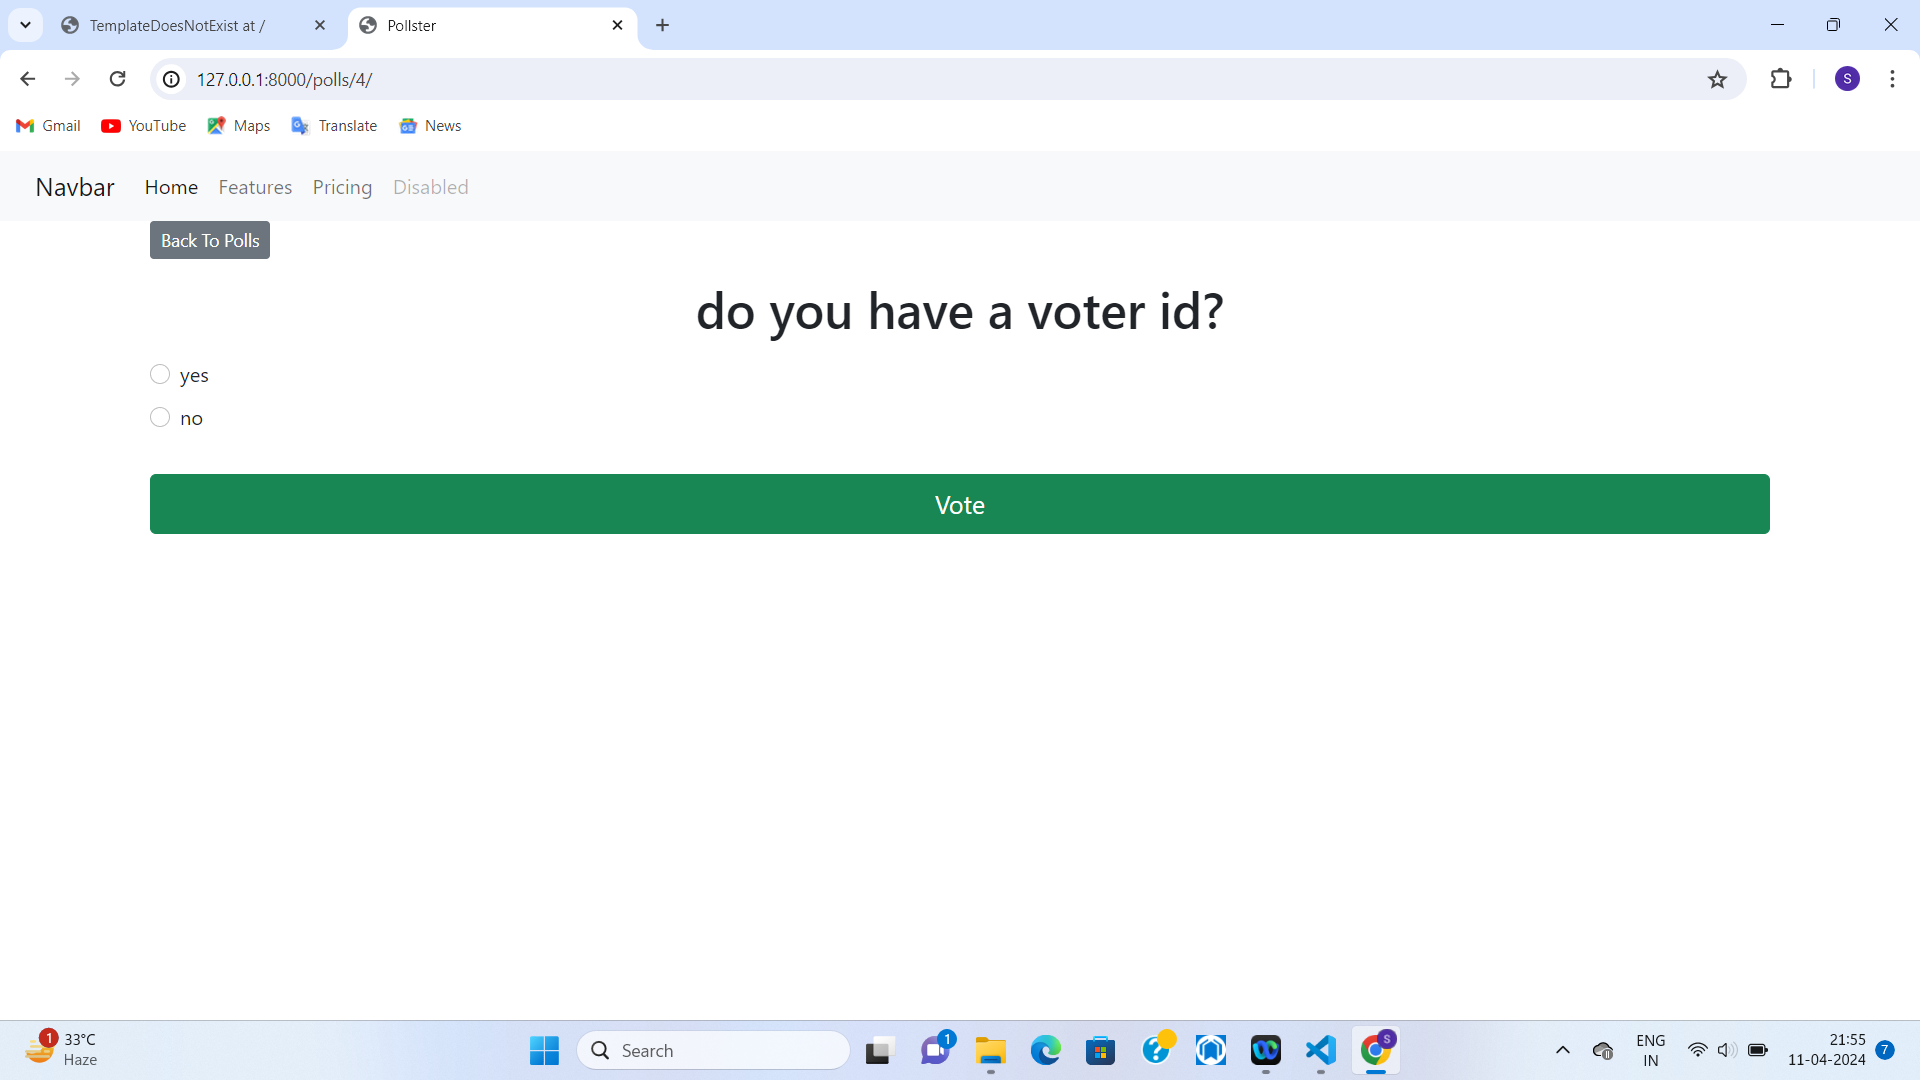 TemplateDoesNotExist at /
Pollster
127.0.0.1:8000/polls/4/
S
Gmail
YouTube
Maps
Translate
News
Navbar Home Features Pricing Disabled
Back To Polls
do you have a voter id?
yes
no
Vote
1
33°C
Haze
Search
1
S
ENG
IN
21:55
11-04-2024
7